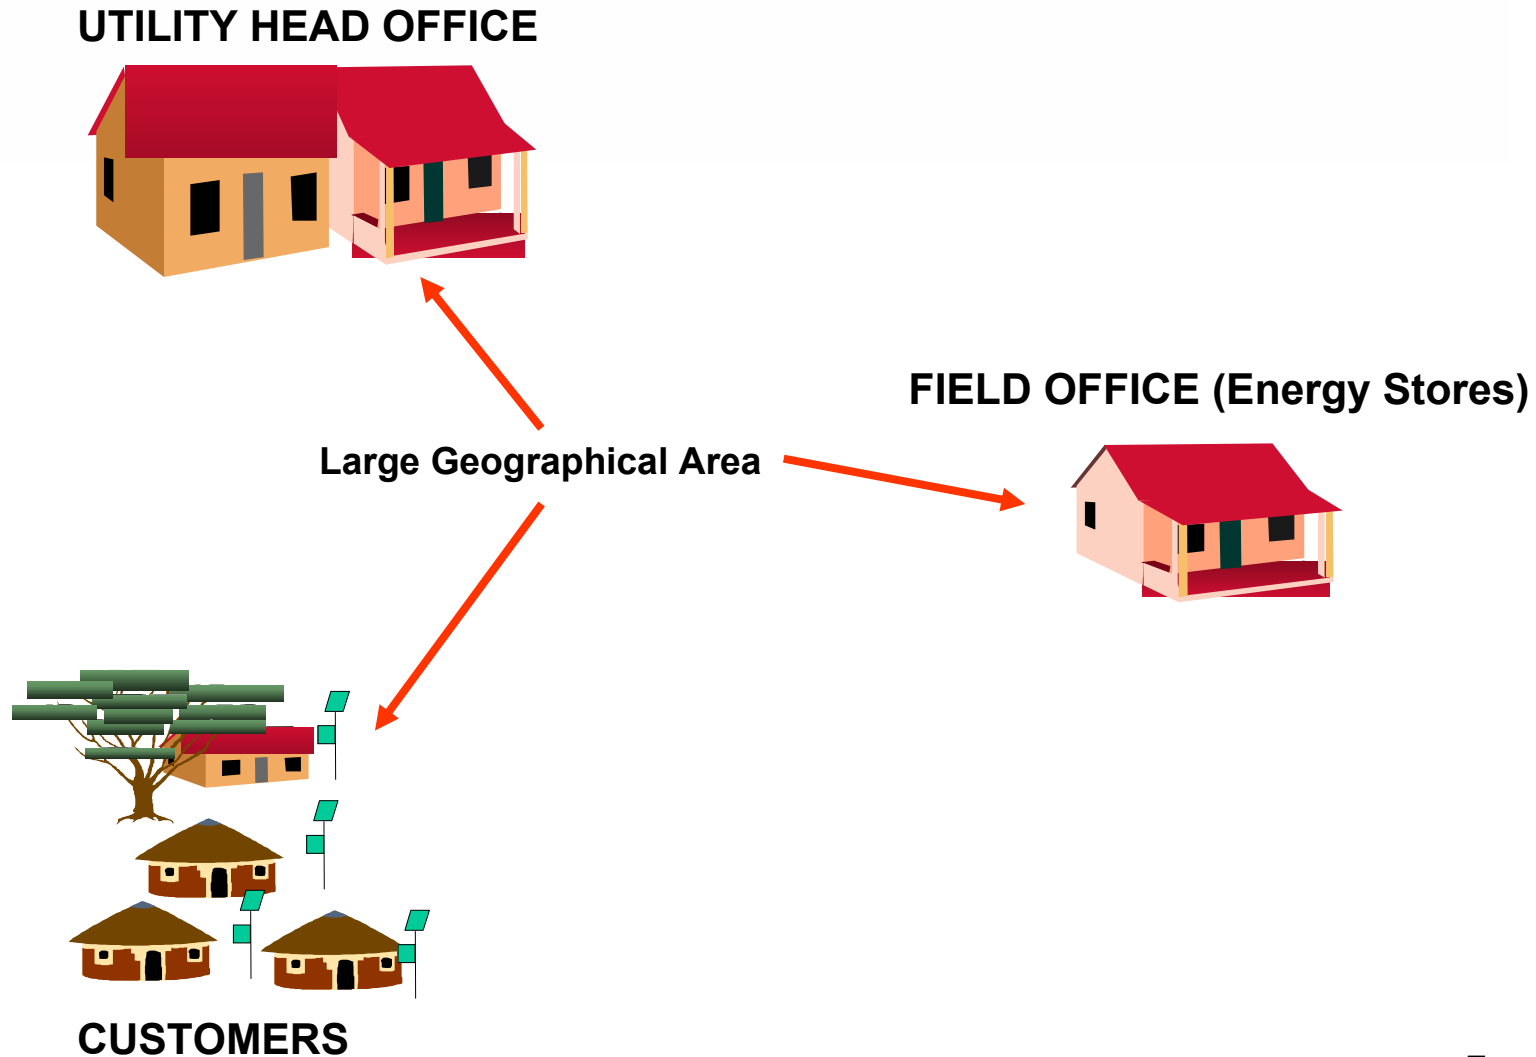 UTILITY HEAD OFFICE
FIELD OFFICE (Energy Stores)
Large Geographical Area
CUSTOMERS